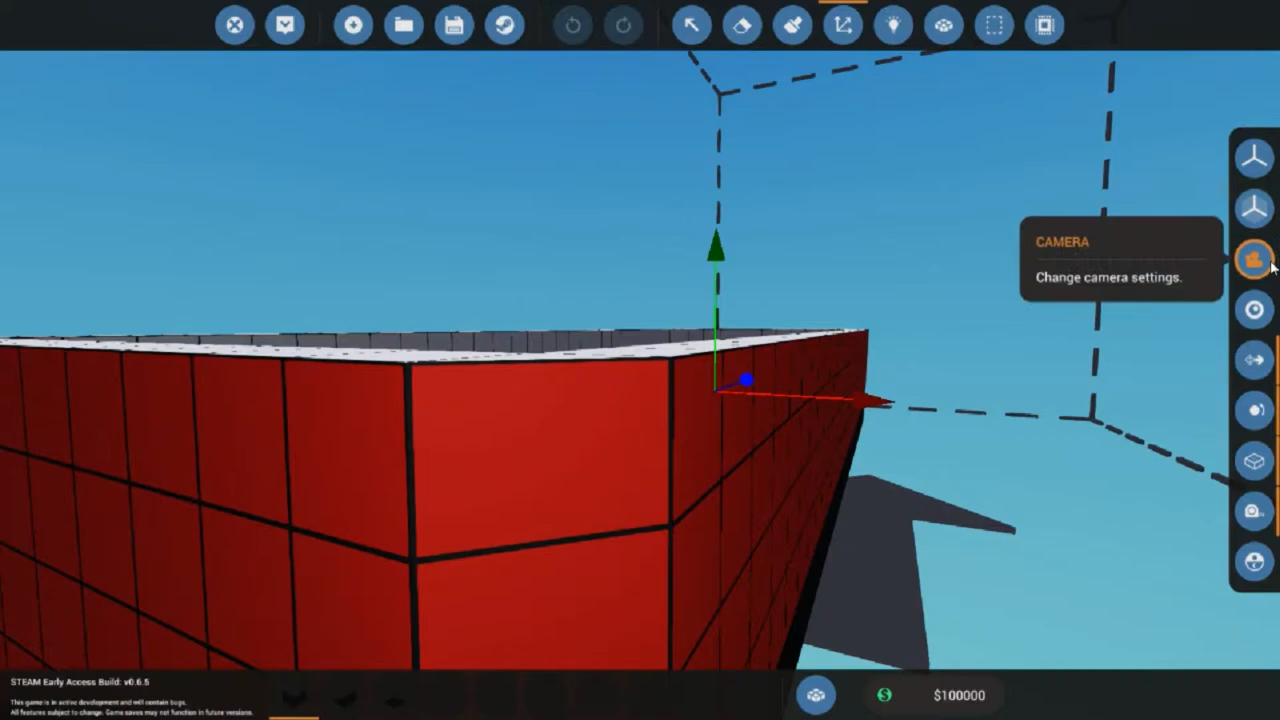 CAMERA
Change camera settings.
STEAM Early Access Build: v0.6.5
This game is in active development and will contain bugs.
All features subject to change. Game saves may not function in future versions.
$100000